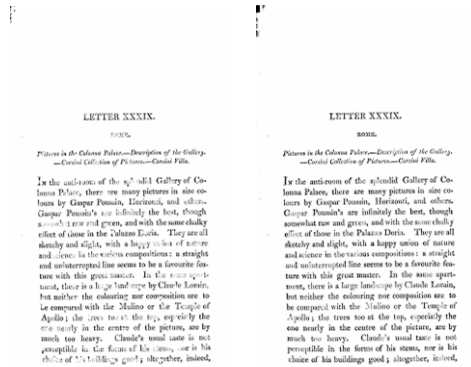 LETTER XXXIX.
ROME.
Pictures in the Colonna Palace.—Description of the Gallery.
—Corsini Collection of Pictures.—Corsini Villa.
In the anti-room of the splendid Gallery of Co-
lonna Palace, there are many pictures in size co-
lours by Gaspar Poussin, Horizonti, and others.
Gaspar Poussin's are infinitely the best, though
somewhat raw and green, and with the same chalky
effect of those in the Palazzo Doria. They are all
sketchy and slight, with a happy union of nature
and science in the various compositions: a straight
and uninterrupted line seems to be a favourite fea-
ture with this great master. In the same apart-
ment, there is a large landscape by Claude Lorain,
but neither the colouring nor composition are to
be compared with the Mulino or the Temple of
Apollo; the trees too at the top, especially the
one nearly in the centre of the picture, are by
much too heavy. Claude's usual taste is not
perceptible in the forms of his stems, nor is his
choice of his buildings good; altogether, indeed,
LETTER XXXIX.
ROME.
Pictures in the Colonna Palace.—Description of the Gallery.
—Corsini Collection of Pictures.—Corsini Villa.
In the anti-room of the splendid Gallery of Co-
lonna Palace, there are many pictures in size co-
lours by Gaspar Poussin, Horizonti, and others.
Gaspar Poussin's are infinitely the best, though
somewhat raw and green, and with the same chalky
effect of those in the Palazzo Doria. They are all
sketchy and slight, with a happy union of nature
and science in the various compositions: a straight
and uninterrupted line seems to be a favourite fea-
ture with this great master. In the same apart-
ment, there is a large landscape by Claude Lorain,
but neither the colouring nor composition are to
be compared with the Mulino or the Temple of
Apollo; the trees too at the top, especially the
one nearly in the centre of the picture, are by
much too heavy. Claude's usual taste is not
perceptible in the forms of his stems, nor is his
choice of his buildings good; altogether, indeed,